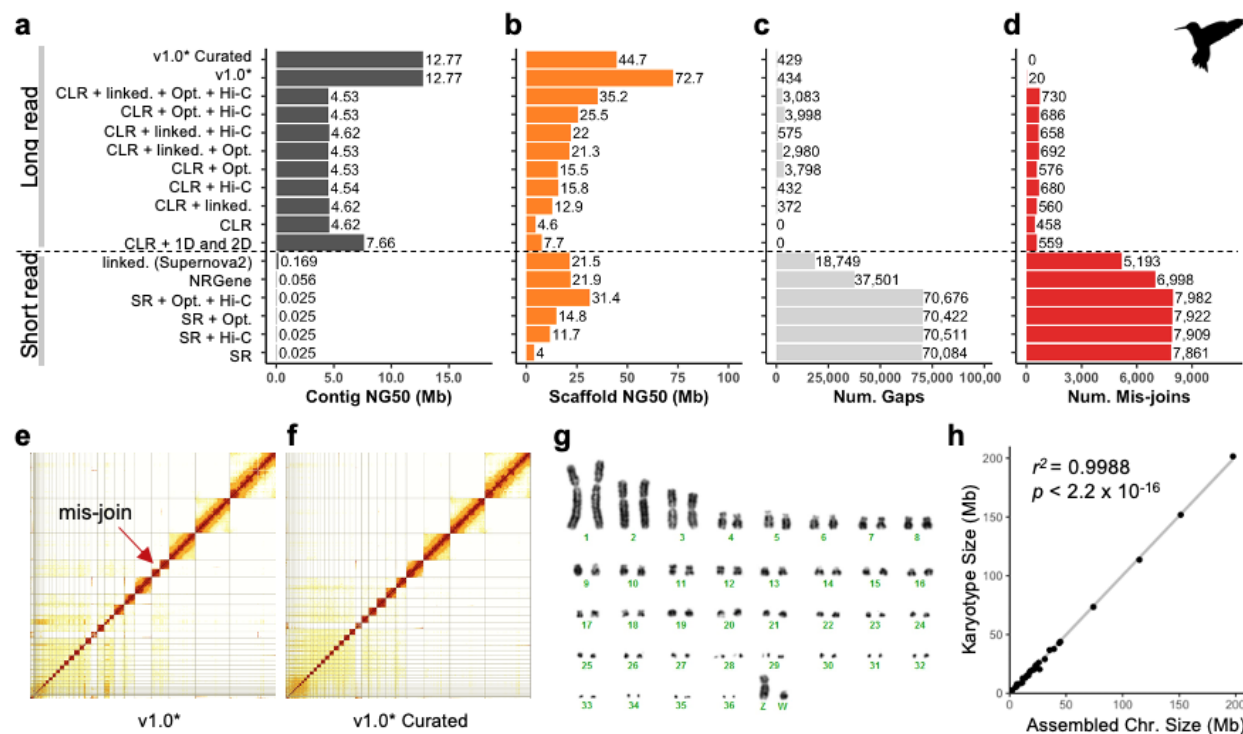 a
b
c
d
Long read
Short read
v1.0* Curated
v1.0*
CLR + linked. + Opt. + Hi-C
CLR + Opt. + Hi-C
CLR + linked. + Hi-C
CLR + linked. + Opt.
CLR + Opt.
CLR + Hi-C
CLR + linked.
CLR
CLR + 1D and 2D
linked. (Supernova2)
NRGene
SR + Opt. + Hi-C
SR + Opt.
SR + Hi-C
SR
12.77
12.77
4.53
4.53
4.62
4.53
4.53
4.54
4.62
4.62
7.66
0.169
0.056
0.025
0.025
0.025
0.025
0.0 5.0 10.0 15.0
Contig NG50 (Mb)
44.7
72.7
35.2
25.5
22
21.3
15.5
15.8
12.9
4.6
7.7
21.5
21.9
31.4
14.8
11.7
4
0 25 50 75 100
Scaffold NG50 (Mb)
429
434
3,083
3,998
575
2,980
3,798
432
372
0
0
18,749
37,501
70,676
70,422
70,511
70,084
0 25,000 50,000 75,000 100,00
Num. Gaps
0
20
730
686
658
692
576
680
560
458
559
5,193
6,998
7,982
7,922
7,909
7,861
0 3,000 6,000 9,000
Num. Mis-joins
e
mis-join
v1.0*
f
v1.0* Curated
g
1 2 3 4 5 6 7 8
9 10 11 12 13 14 15 16
17 18 19 20 21 22 23 24
25 26 27 28 29 30 31 32
33 34 35 36 Z W
h
r² = 0.9988
p < 2.2 x 10⁻¹⁶
Karyotype Size (Mb)
200
150
100
50
0
0 50 100 150 200
Assembled Chr. Size (Mb)